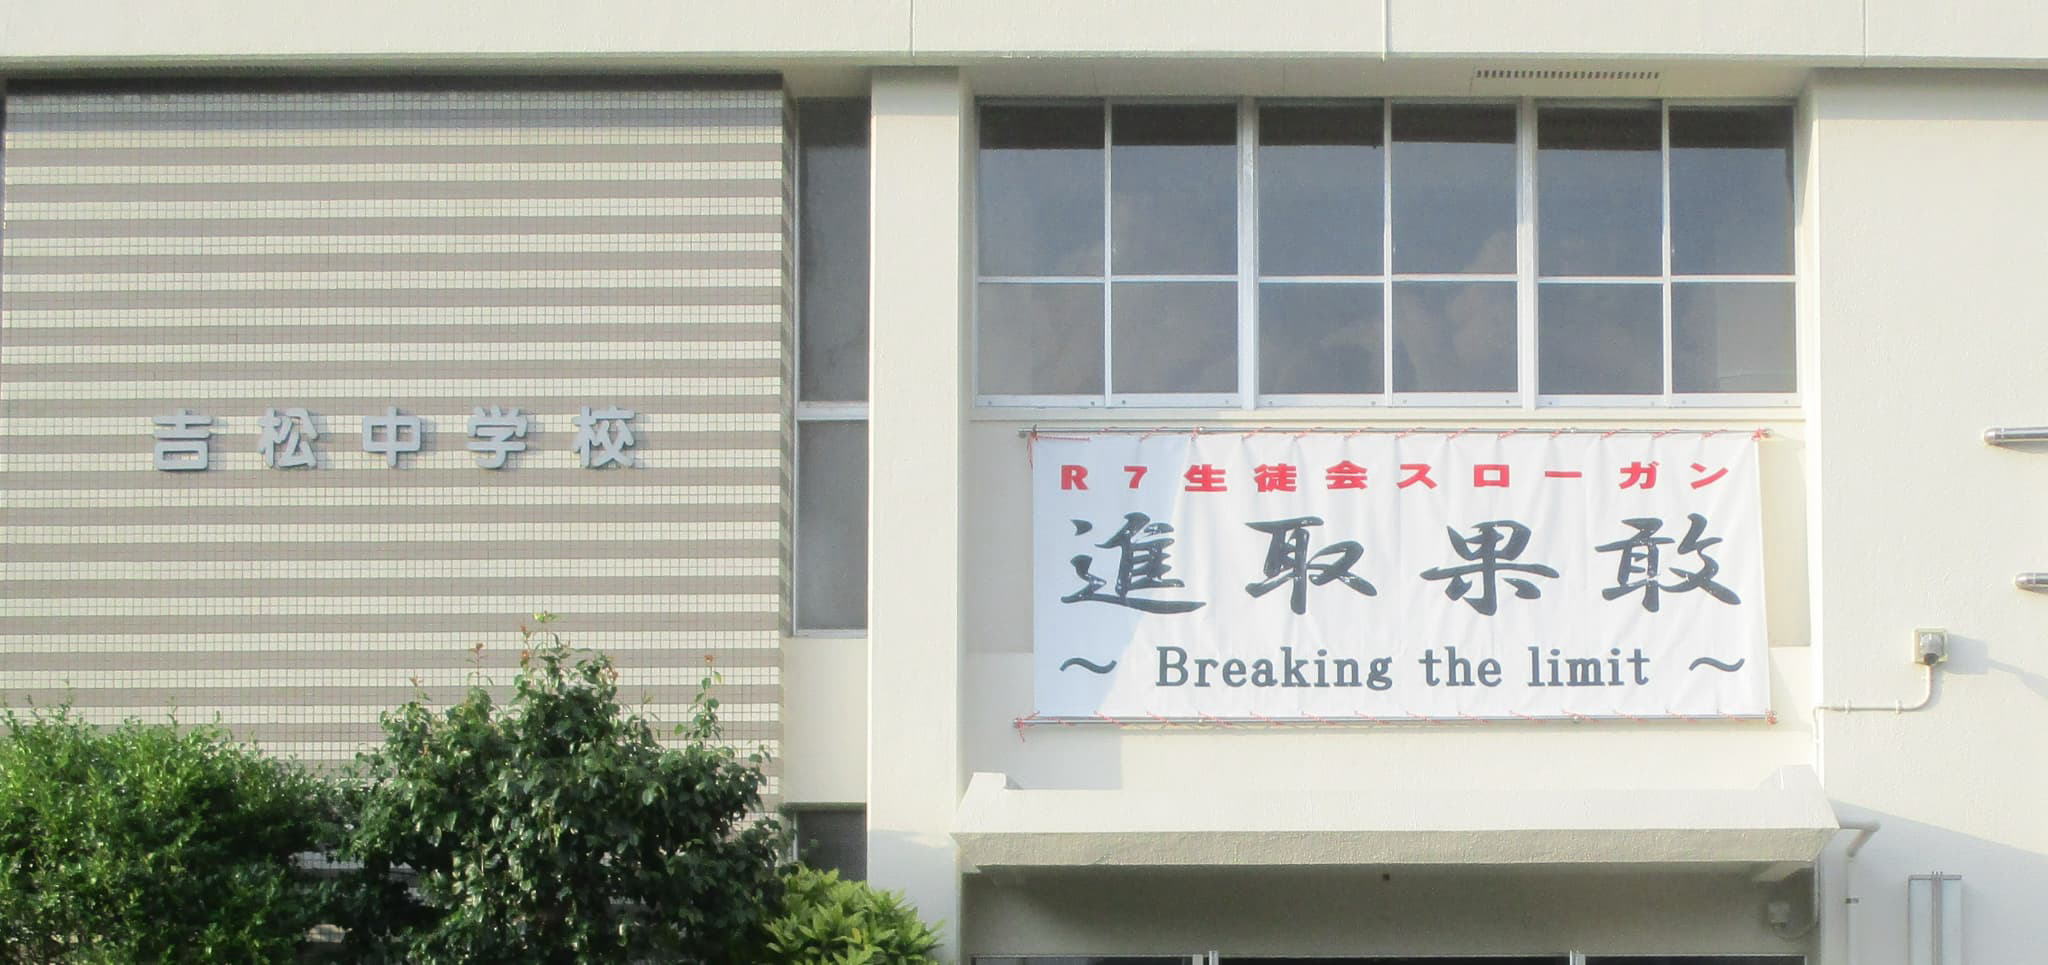 吉松中学校
R7生徒会スローガン
進取果敢
～ Breaking the limit ～